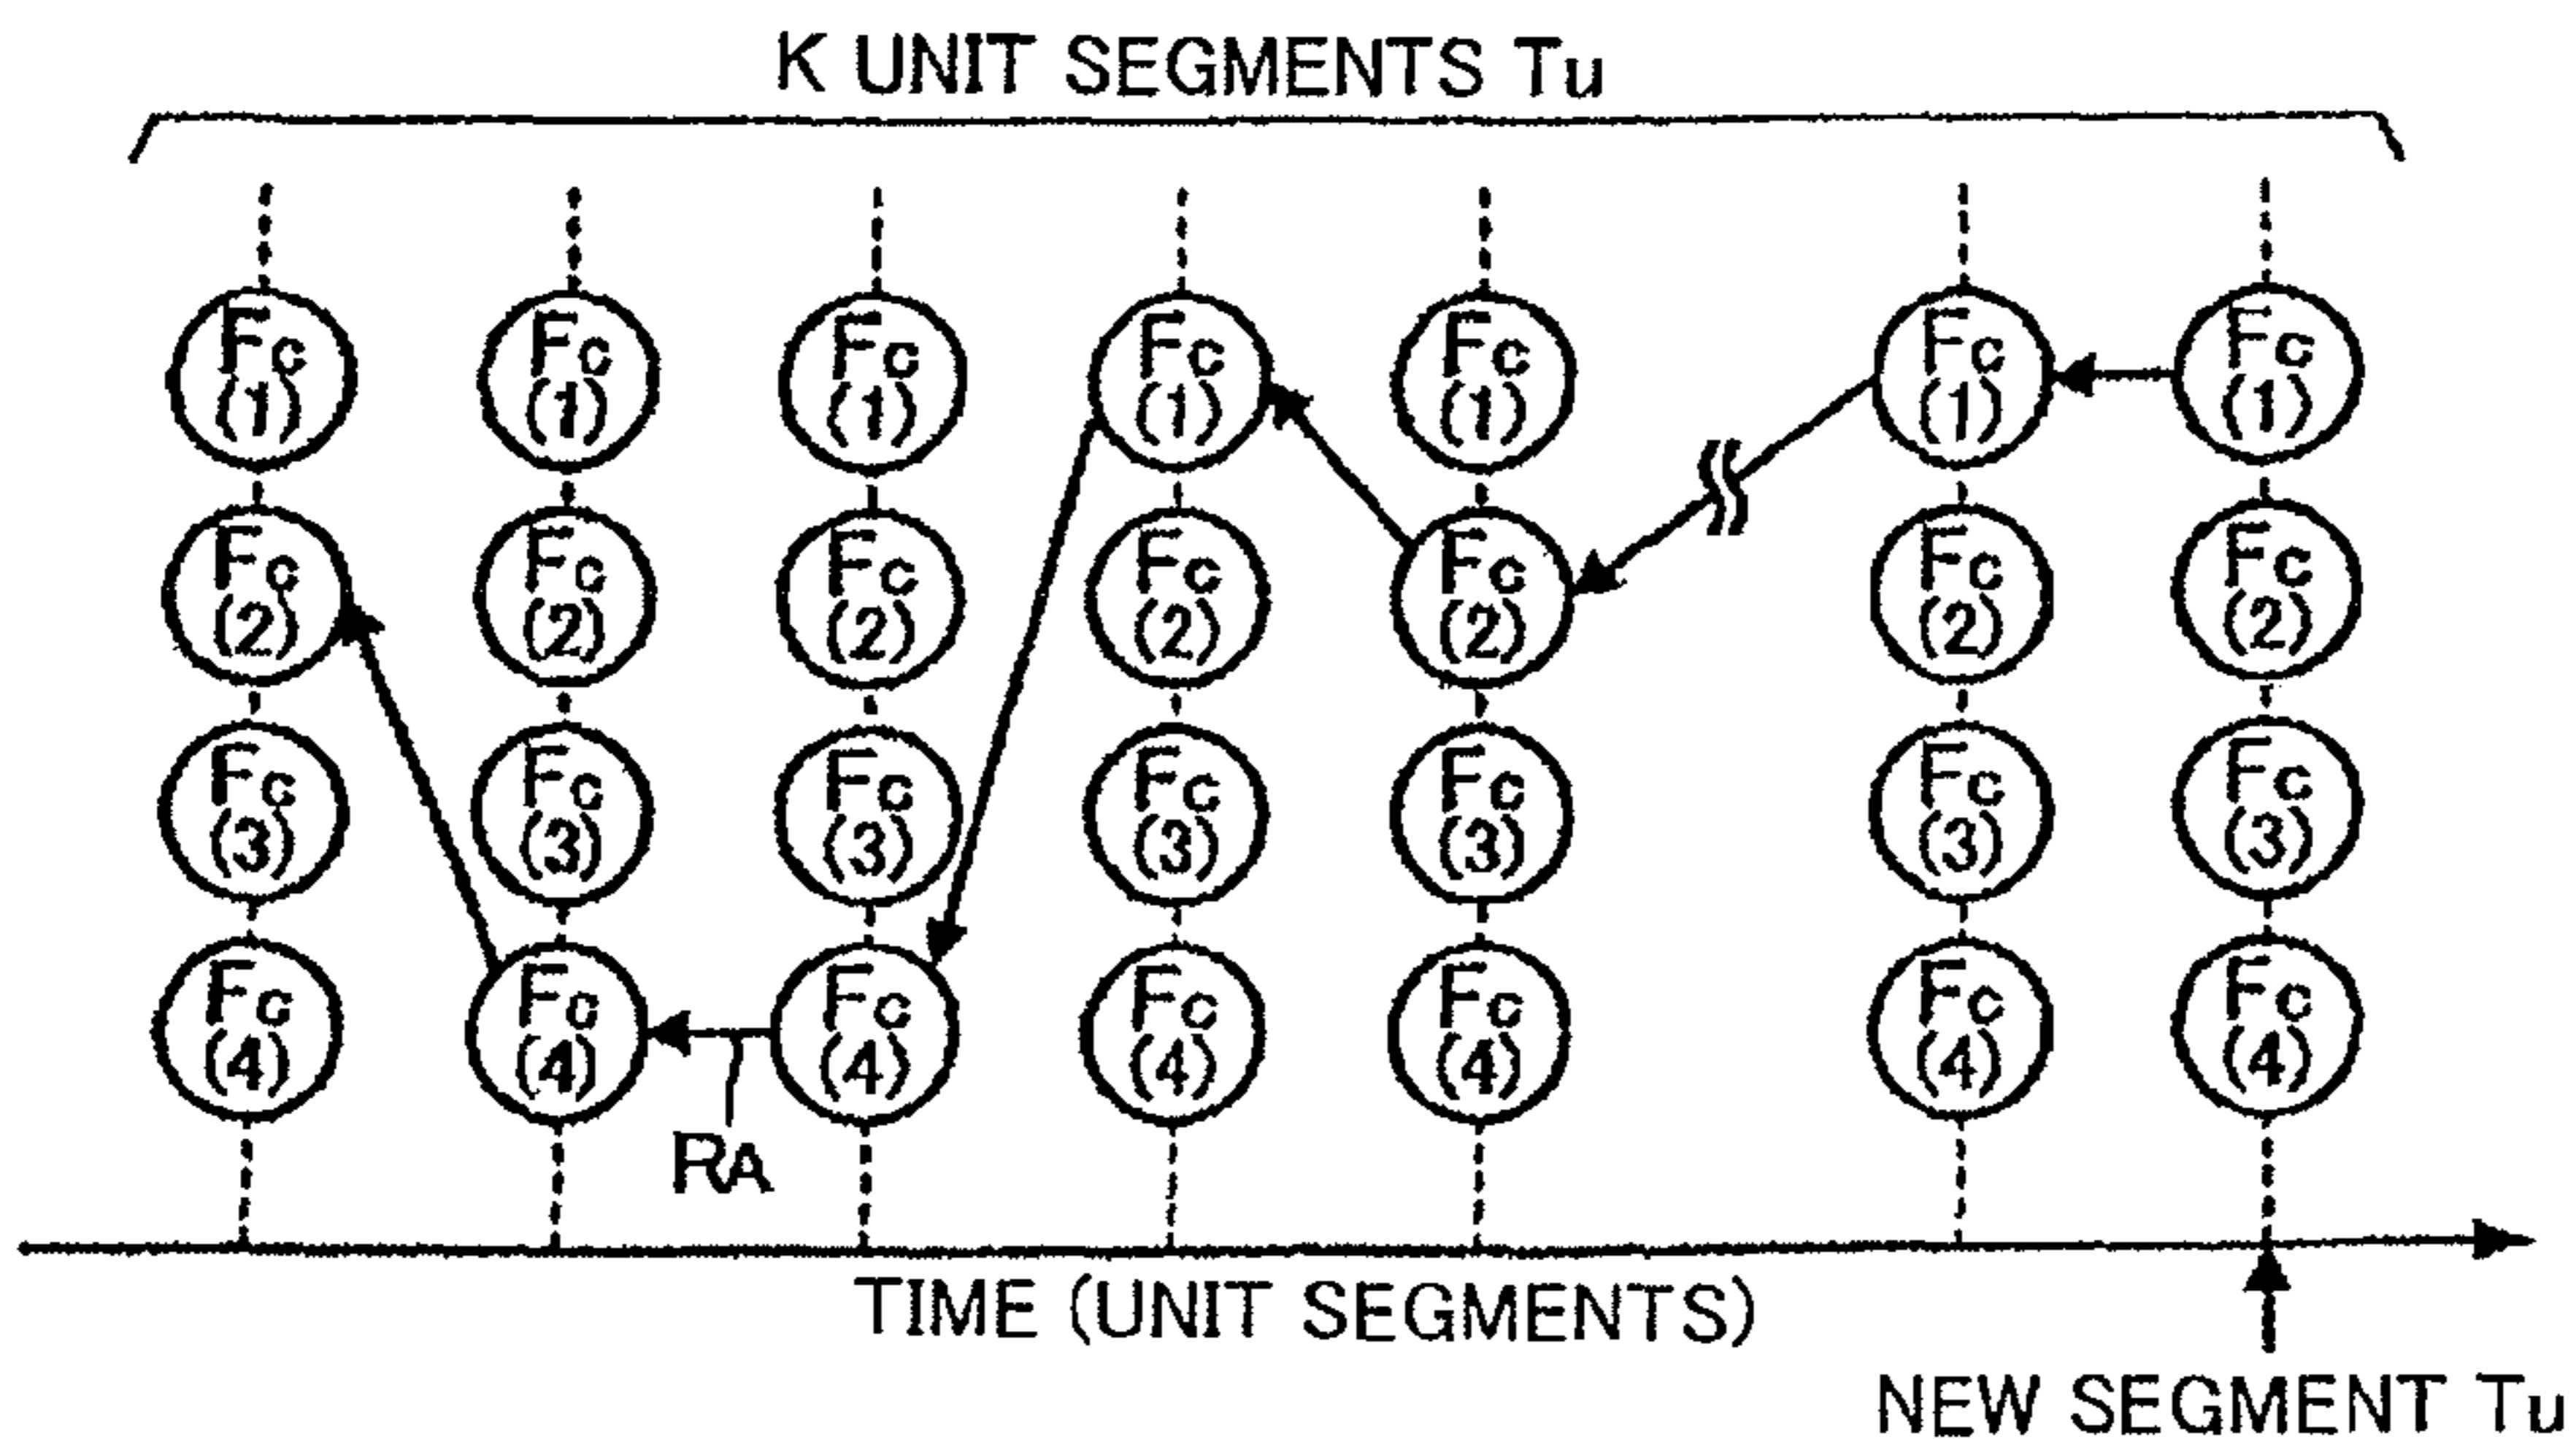 K UNIT SEGMENTS Tu
Fc Fc Fc Fc Fc Fc Fc
(1) (1) (1) (1) (1) (1) (1)
Fc Fc Fc Fc Fc Fc Fc
(2) (2) (2) (2) (2) (2) (2)
Fc Fc Fc Fc Fc Fc Fc
(3) (3) (3) (3) (3) (3) (3)
Fc Fc Fc Fc Fc Fc Fc
(4) (4) (4) (4) (4) (4) (4)
RA
TIME (UNIT SEGMENTS)
NEW SEGMENT Tu